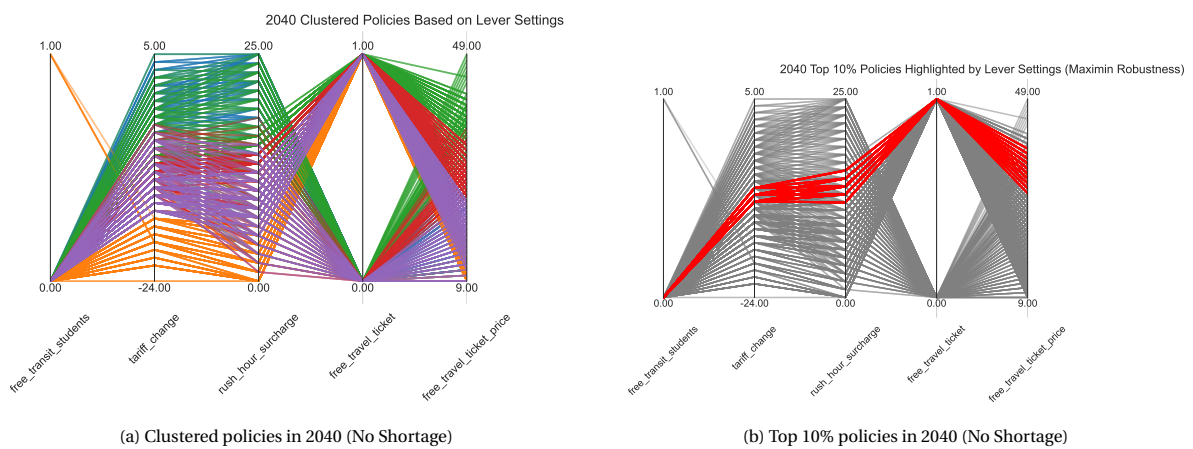 2040 Clustered Policies Based on Lever Settings
1.00 5.00 25.00 1.00 49.00
0.00 -24.00 0.00 0.00 9.00
free_transit_students
tariff_change
rush_hour_surcharge
free_travel_ticket
free_travel_ticket_price
(a) Clustered policies in 2040 (No Shortage)
2040 Top 10% Policies Highlighted by Lever Settings (Maximin Robustness)
1.00 5.00 25.00 1.00 49.00
0.00 -24.00 0.00 0.00 9.00
free_transit_students
tariff_change
rush_hour_surcharge
free_travel_ticket
free_travel_ticket_price
(b) Top 10% policies in 2040 (No Shortage)